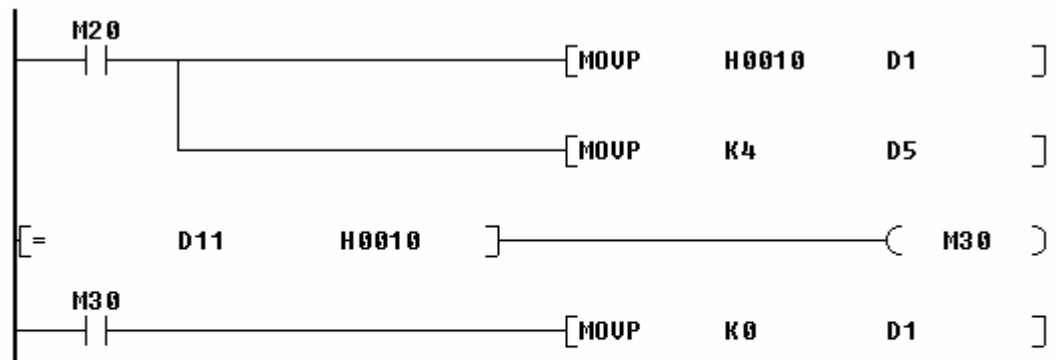 M20
[MOVP H0010 D1 ]
[MOVP K4 D5 ]
[= D11 H0010 ] ( M30 )
M30
[MOVP K0 D1 ]